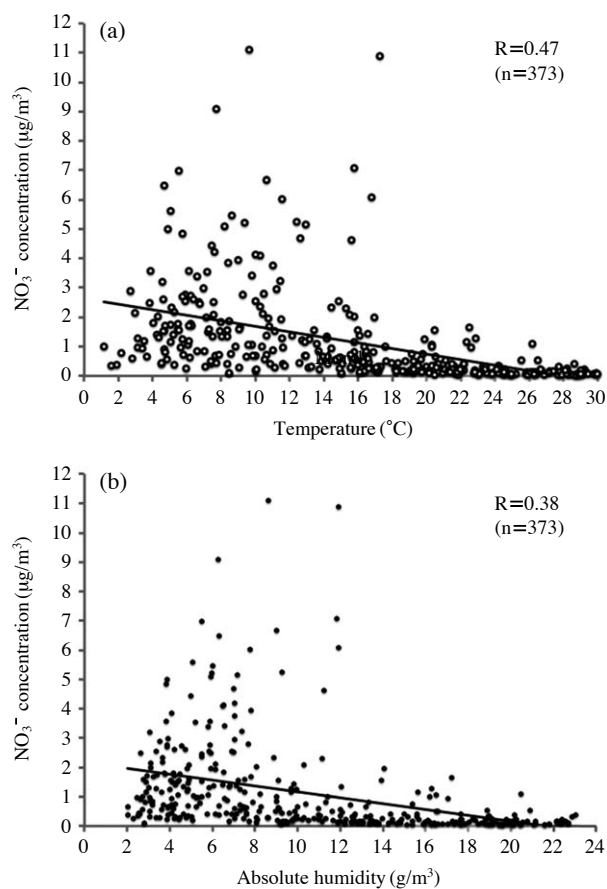 (a)
R=0.47
(n=373)
12
11
10
9
8
7
6
5
4
3
2
1
0
NO₃⁻ concentration (μg/m³)
0 2 4 6 8 10 12 14 16 18 20 22 24 26 28 30
Temperature (°C)
(b)
R=0.38
(n=373)
12
11
10
9
8
7
6
5
4
3
2
1
0
NO₃⁻ concentration (μg/m³)
0 2 4 6 8 10 12 14 16 18 20 22 24
Absolute humidity (g/m³)